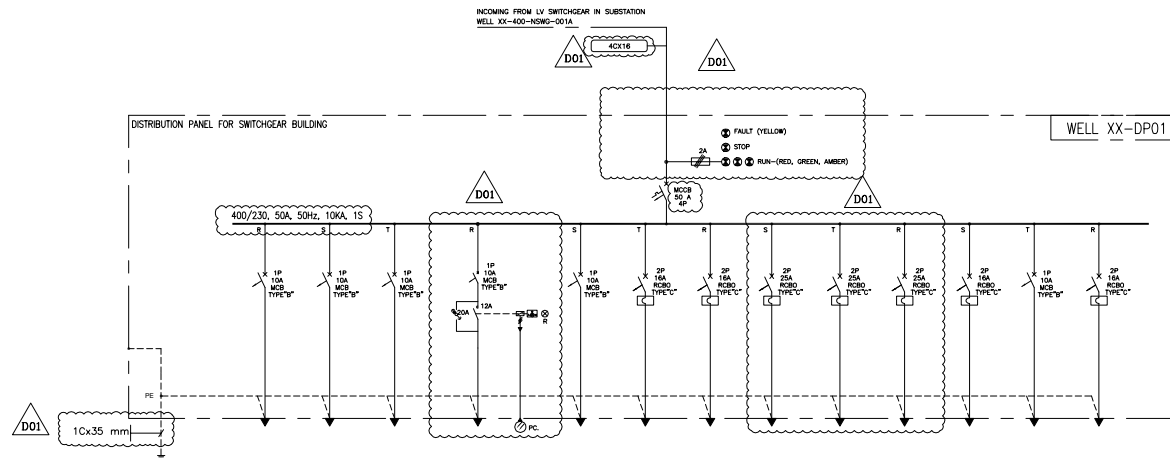 INCOMING FROM LV SWITCHGEAR IN SUBSTATION
WELL XX-400-NSWG-001A
4CX16
D01
D01
DISTRIBUTION PANEL FOR SWITCHGEAR BUILDING
WELL XX-DP01
FAULT (YELLOW)
STOP
2A
RUN-(RED, GREEN, AMBER)
MCCB
50 A
4P
D01
D01
400/230, 50A, 50Hz, 10KA, 1S
R
S
T
R
S
T
R
S
T
R
S
T
R
1P
10A
MCB
TYPE"B"
1P
10A
MCB
TYPE"B"
1P
10A
MCB
TYPE"B"
1P
10A
MCB
TYPE"B"
1P
10A
MCB
TYPE"B"
2P
16A
RCBO
TYPE"C"
2P
16A
RCBO
TYPE"C"
2P
25A
RCBO
TYPE"C"
2P
25A
RCBO
TYPE"C"
2P
25A
RCBO
TYPE"C"
2P
16A
RCBO
TYPE"C"
1P
10A
MCB
TYPE"B"
2P
16A
RCBO
TYPE"C"
20A
12A
R
PE
PC.
D01
1Cx35 mm